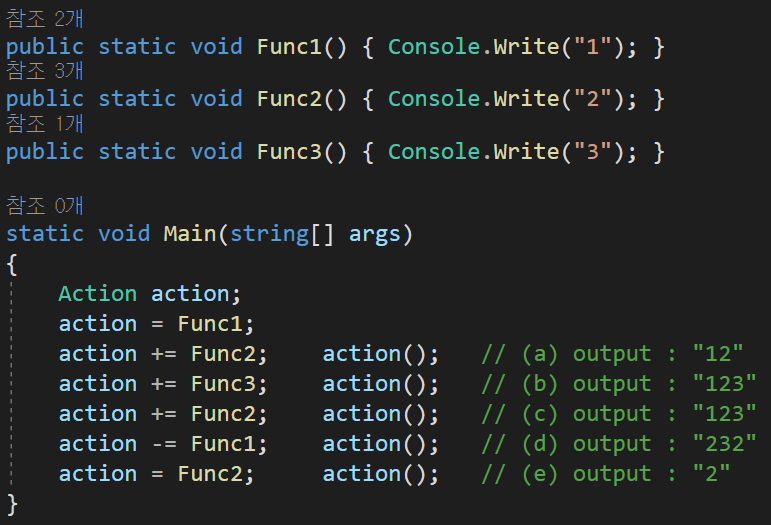 참조 2개
public static void Func1() { Console.Write("1"); }
참조 3개
public static void Func2() { Console.Write("2"); }
참조 1개
public static void Func3() { Console.Write("3"); }
참조 0개
static void Main(string[] args)
{
Action action;
action = Func1;
action += Func2; action(); // (a) output : "12"
action += Func3; action(); // (b) output : "123"
action += Func2; action(); // (c) output : "123"
action -= Func1; action(); // (d) output : "232"
action = Func2; action(); // (e) output : "2"
}